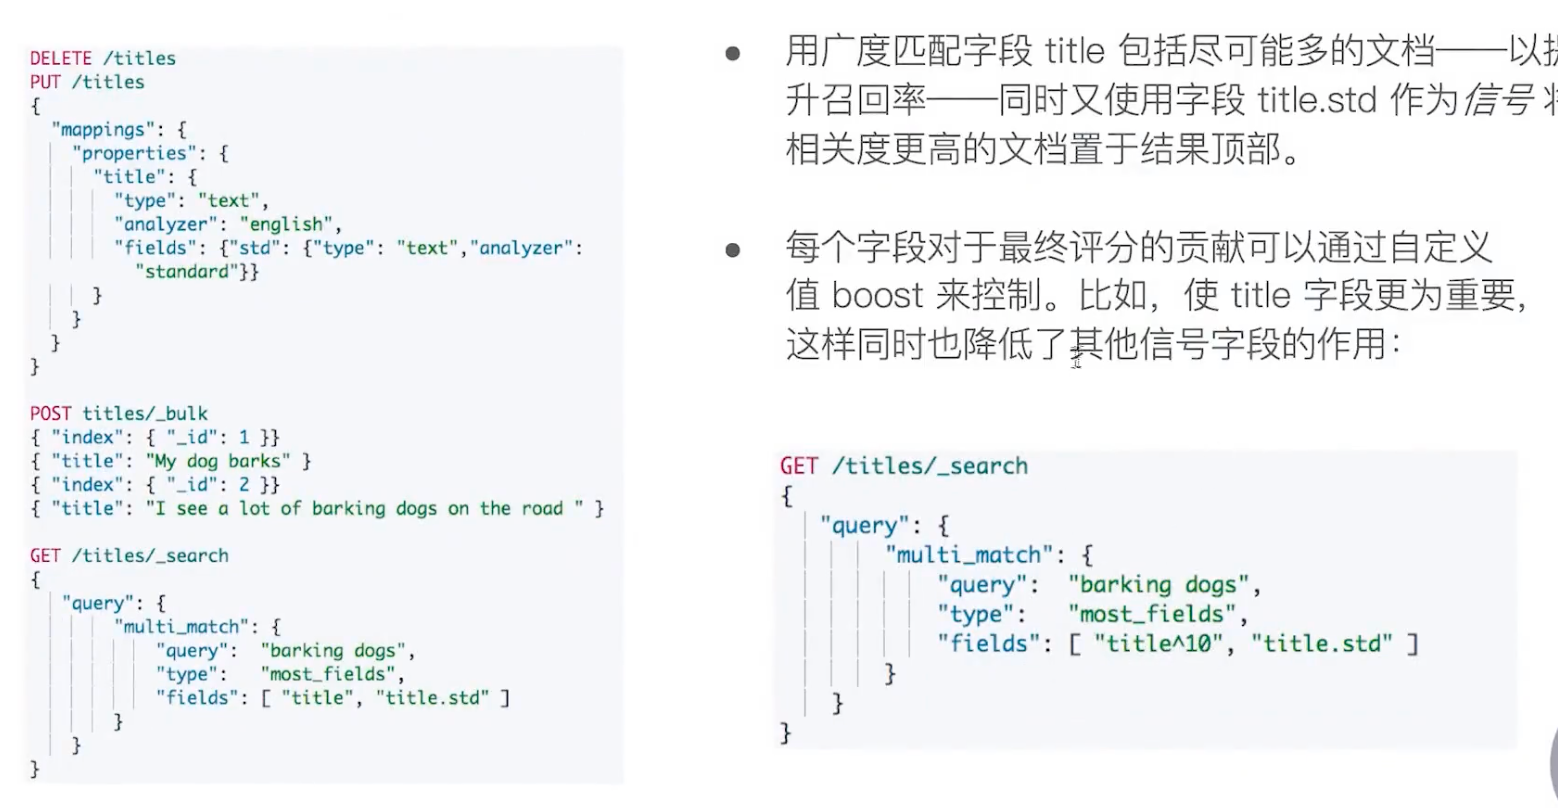 DELETE /titles
PUT /titles
{
"mappings": {
"properties": {
"title": {
"type": "text",
"analyzer": "english",
"fields": {"std": {"type": "text","analyzer":
"standard"}}
}
}
}
}
POST titles/_bulk
{ "index": { "_id": 1 }}
{ "title": "My dog barks" }
{ "index": { "_id": 2 }}
{ "title": "I see a lot of barking dogs on the road " }
GET /titles/_search
{
"query": {
"multi_match": {
"query": "barking dogs",
"type": "most_fields",
"fields": [ "title", "title.std" ]
}
}
}
● 用广度匹配字段 title 包括尽可能多的文档——以提
升召回率——同时又使用字段 title.std 作为信号 将
相关度更高的文档置于结果顶部。
● 每个字段对于最终评分的贡献可以通过自定义
值 boost 来控制。比如，使 title 字段更为重要，
这样同时也降低了其他信号字段的作用：
GET /titles/_search
{
"query": {
"multi_match": {
"query": "barking dogs",
"type": "most_fields",
"fields": [ "title^10", "title.std" ]
}
}
}